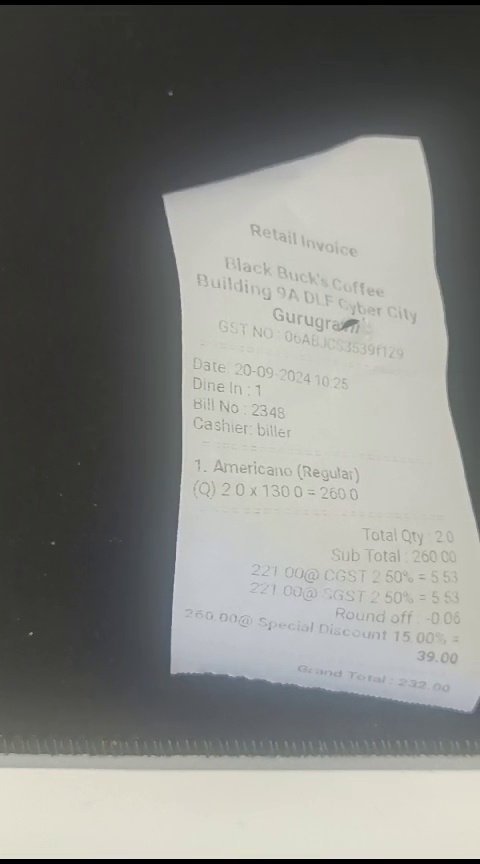 Retail Invoice
Black Buck's Coffee
Building 9A DLF Cyber City
Gurugram
GST NO : 
Date: 20-09-2024 10:25
Dine In : 1
Bill No : 2348
Cashier: biller
1. Americano (Regular)
(Q) 2.0 x 130.0 = 260.0
Total Qty : 2.0
Sub Total : 260.00
221.00@ CGST 2.50% = 5.53
221.00@ SGST 2.50% = 5.53
Round off : -0.06
260.00@ Special Discount 15.00% =
39.00
Grand Total : 232.00